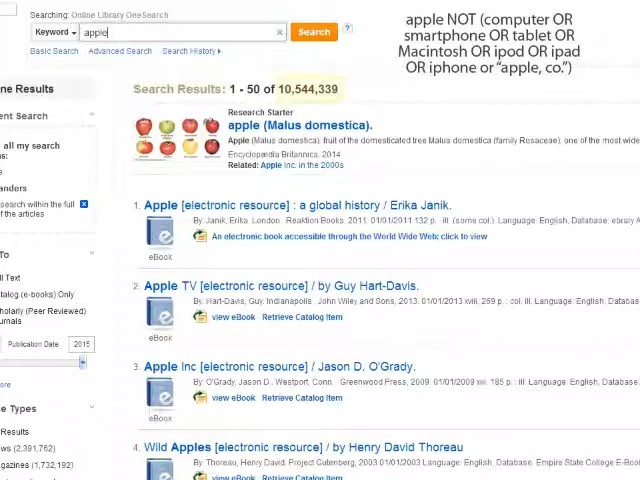 Searching: Online Library OneSearch
Keyword
apple
Search
Basic Search Advanced Search Search History
apple NOT (computer OR
smartphone OR tablet OR
Macintosh OR ipod OR ipad
OR iphone or “apple, co.”)
ne Results
Search Results: 1 - 50 of 10,544,339
ent Search
all my search
ns:
anders
search within the full
of the articles
To
ll Text
atalog (e-books) Only
holarly (Peer Reviewed)
urnals
Publication Date 2015
ore
e Types
Results
ws (2,391,762)
gazines (1,732,192)
Research Starter
apple (Malus domestica).
Apple (Malus domestica), fruit of the domesticated tree Malus domestica (family Rosaceae), one of the most wide
Encyclopædia Britannica, 2014
Related: Apple Inc. in the 2000s
1. Apple [electronic resource] : a global history / Erika Janik.
By: Janik, Erika. London : Reaktion Books, 2011. 01/01/2011 132 p. : ill. (some col.). Language: English, Database: ebrary A
An electronic book accessible through the World Wide Web; click to view
eBook
2. Apple TV [electronic resource] / by Guy Hart-Davis.
By: Hart-Davis, Guy. Indianapolis : John Wiley and Sons, 2013. 01/01/2013 xviii, 269 p. : col. ill. Language: English, Databas
view eBook Retrieve Catalog Item
eBook
3. Apple Inc [electronic resource] / Jason D. O'Grady.
By: O'Grady, Jason D.. Westport, Conn. : Greenwood Press, 2009. 01/01/2009 xiii, 185 p. : ill. Language: English, Database:
view eBook Retrieve Catalog Item
eBook
4. Wild Apples [electronic resource] / by Henry David Thoreau
By: Thoreau, Henry David. Project Gutenberg, 2003 01/01/2003 Language: English, Database: Empire State College E-Book
view eBook Retrieve Catalog Item